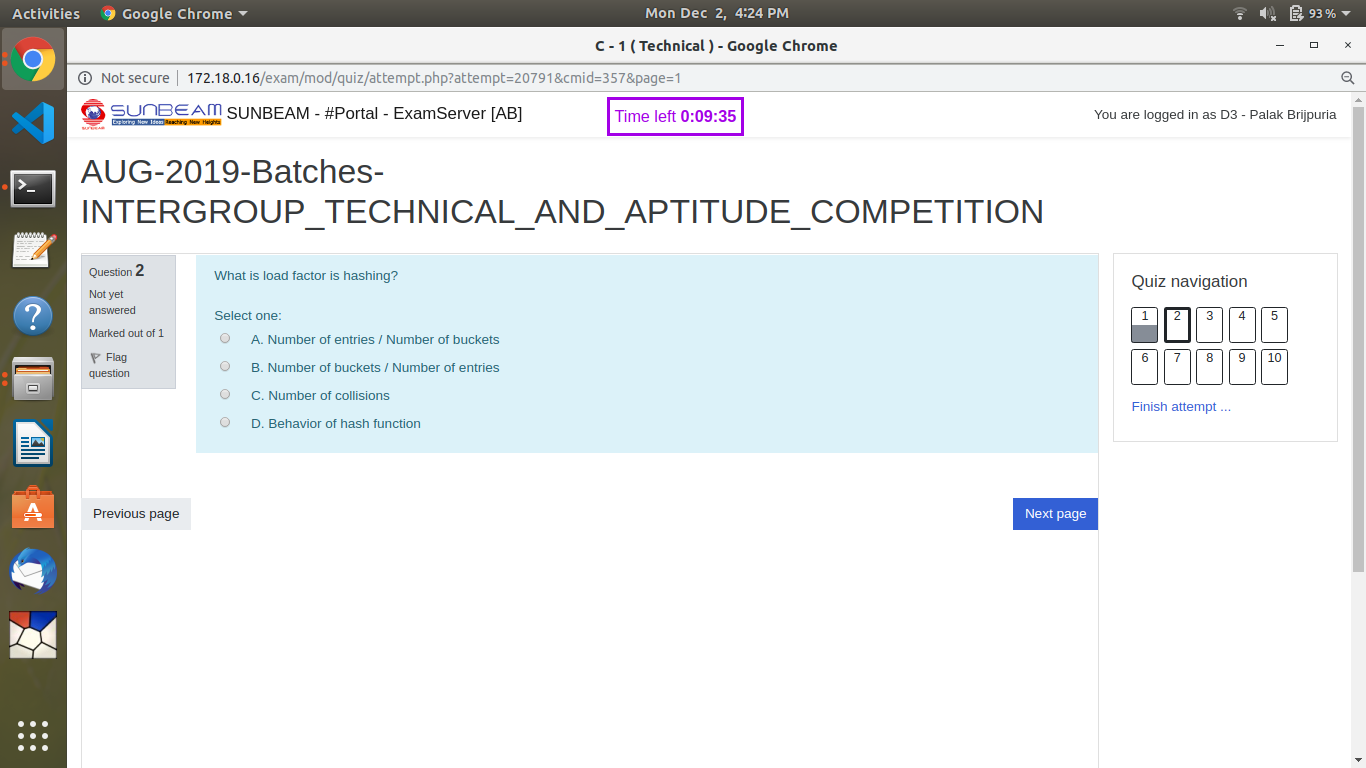 Activities
Google Chrome
Mon Dec 2, 4:24 PM
93 %
C - 1 ( Technical ) - Google Chrome
Not secure
172.18.0.16/exam/mod/quiz/attempt.php?attempt=20791&cmid=357&page=1
SUNBEAM
Exploring New Ideas Reaching New Heights
SUNBEAM
SUNBEAM - #Portal - ExamServer [AB]
Time left 0:09:35
You are logged in as D3 - Palak Brijpuria
AUG-2019-Batches-
INTERGROUP_TECHNICAL_AND_APTITUDE_COMPETITION
Question 2
Not yet
answered
Marked out of 1
Flag
question
What is load factor is hashing?
Select one:
A. Number of entries / Number of buckets
B. Number of buckets / Number of entries
C. Number of collisions
D. Behavior of hash function
Previous page
Next page
Quiz navigation
1 2 3 4 5
6 7 8 9 10
Finish attempt ...